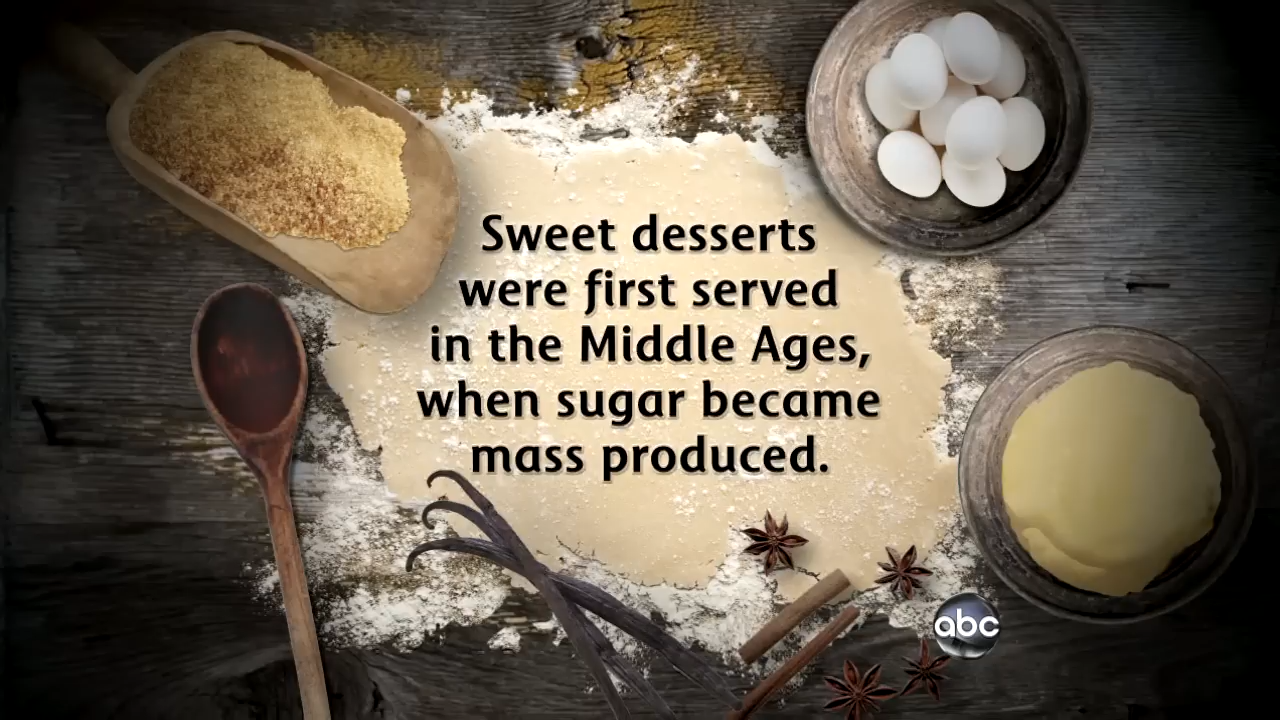 Sweet desserts
were first served
in the Middle Ages,
when sugar became
mass produced.
abc